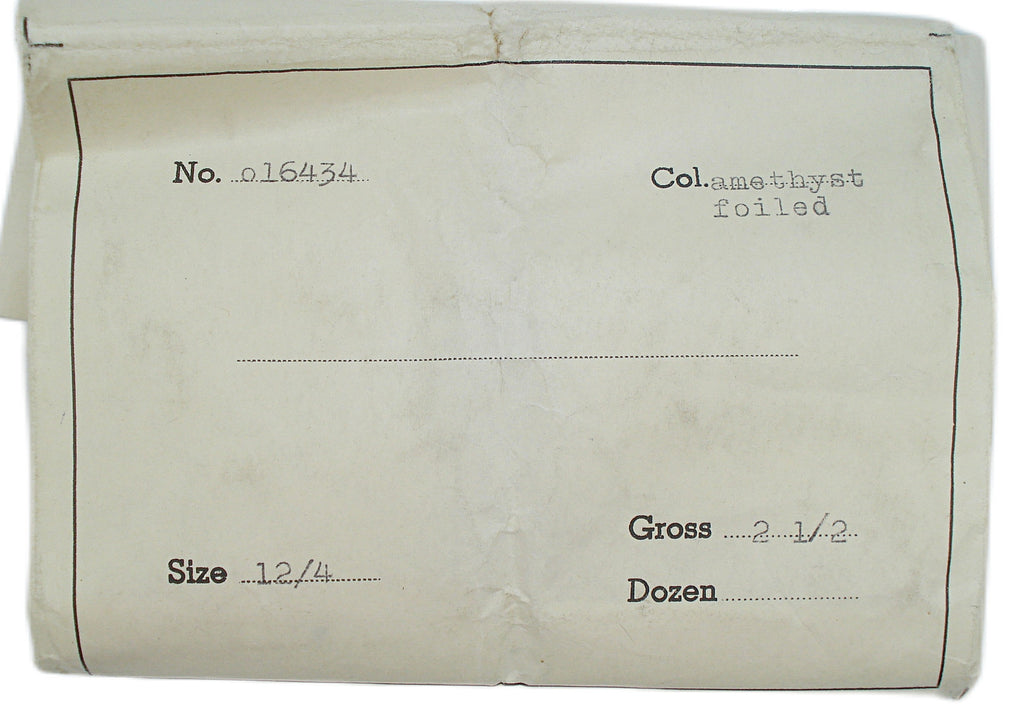 No. o16434
Col. amethyst
foiled
Gross 2 1/2
Size 12/4
Dozen